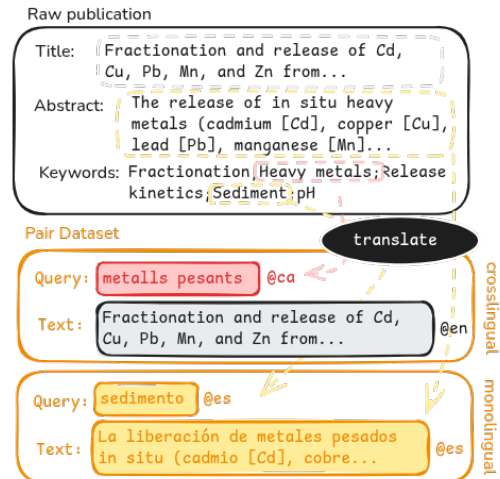 Raw publication
Title: Fractionation and release of Cd,
Cu, Pb, Mn, and Zn from...
Abstract: The release of in situ heavy
metals (cadmium [Cd], copper [Cu],
lead [Pb], manganese [Mn]...
Keywords: Fractionation;Heavy metals;Release
kinetics;Sediment;pH
translate
Pair Dataset
Query: metalls pesants @ca
Text: Fractionation and release of Cd,
Cu, Pb, Mn, and Zn from...
@en
crosslingual
Query: sedimento @es
Text: La liberación de metales pesados
in situ (cadmio [Cd], cobre...
@es
monolingual